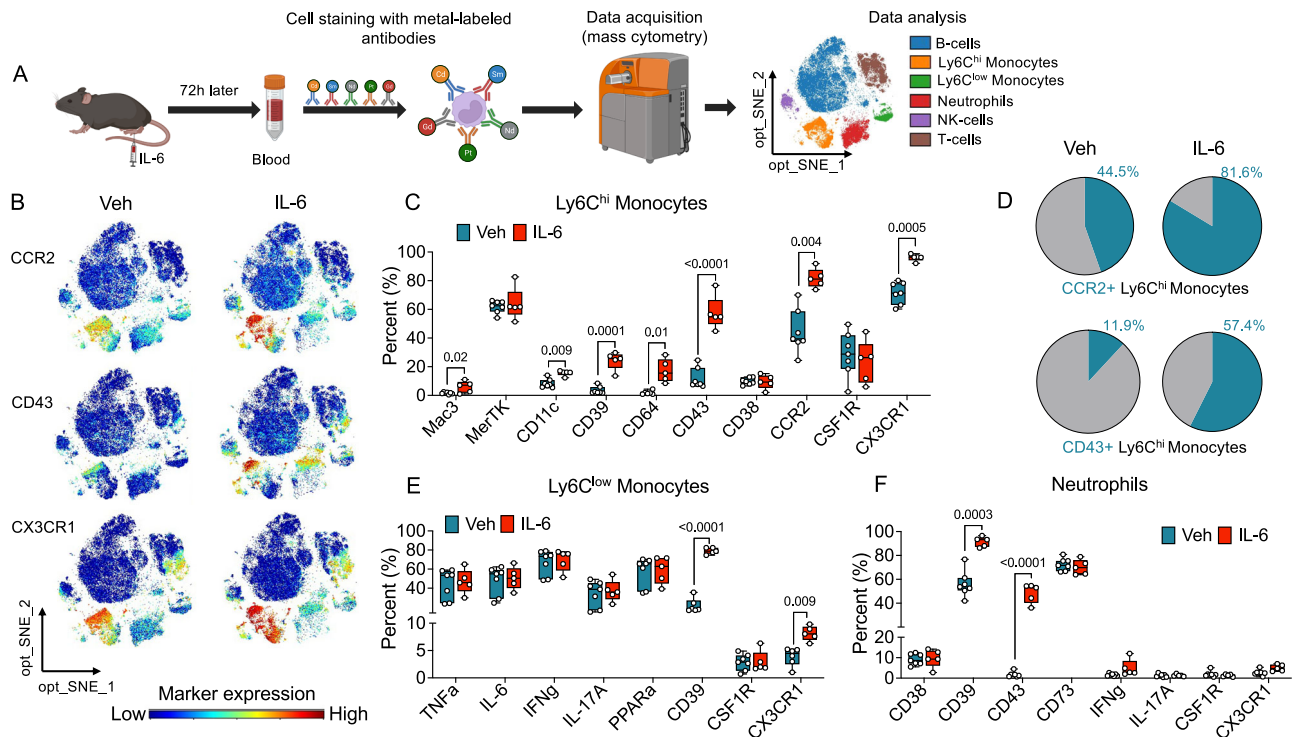 A
IL-6
72h later
Blood
Cell staining with metal-labeled
antibodies
Cd
Sm
Nd
Pt
Gd
Cd
Sm
Gd
Nd
Pt
Data acquisition
(mass cytometry)
Data analysis
opt_SNE_2
opt_SNE_1
B-cells
Ly6Chi Monocytes
Ly6Clow Monocytes
Neutrophils
NK-cells
T-cells
B
Veh
IL-6
CCR2
CD43
CX3CR1
opt_SNE_2
opt_SNE_1
Marker expression
Low
High
C
Ly6Chi Monocytes
Veh
IL-6
Percent (%)
100
80
60
40
20
0
0.02
0.009
0.0001
0.01
<0.0001
0.004
0.0005
Mac3
MerTK
CD11c
CD39
CD64
CD43
CD38
CCR2
CSF1R
CX3CR1
D
Veh
IL-6
44.5%
81.6%
CCR2+ Ly6Chi Monocytes
11.9%
57.4%
CD43+ Ly6Chi Monocytes
E
Ly6Clow Monocytes
Veh
IL-6
Percent (%)
100
80
60
40
20
10
5
0
<0.0001
0.009
TNFa
IL-6
IFNg
IL-17A
PPARa
CD39
CSF1R
CX3CR1
F
Neutrophils
Veh
IL-6
Percent (%)
100
80
60
40
20
10
0
0.0003
<0.0001
CD38
CD39
CD43
CD73
IFNg
IL-17A
CSF1R
CX3CR1